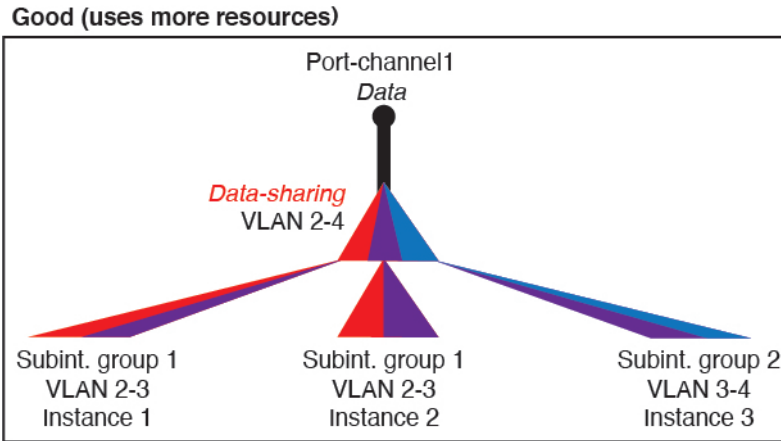 Good (uses more resources)
Port-channel1
Data
Data-sharing
VLAN 2-4
Subint. group 1
VLAN 2-3
Instance 1
Subint. group 1
VLAN 2-3
Instance 2
Subint. group 2
VLAN 3-4
Instance 3